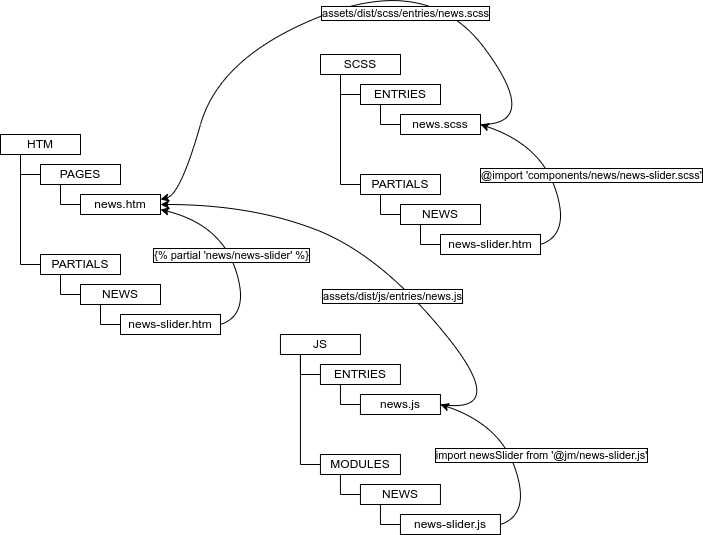 assets/dist/scss/entries/news.scss
SCSS
ENTRIES
news.scss
HTM
PAGES
@import 'components/news/news-slider.scss'
PARTIALS
news.htm
NEWS
news-slider.htm
{% partial 'news/news-slider' %}
PARTIALS
NEWS
assets/dist/js/entries/news.js
news-slider.htm
JS
ENTRIES
news.js
import newsSlider from '@jm/news-slider.js'
MODULES
NEWS
news-slider.js